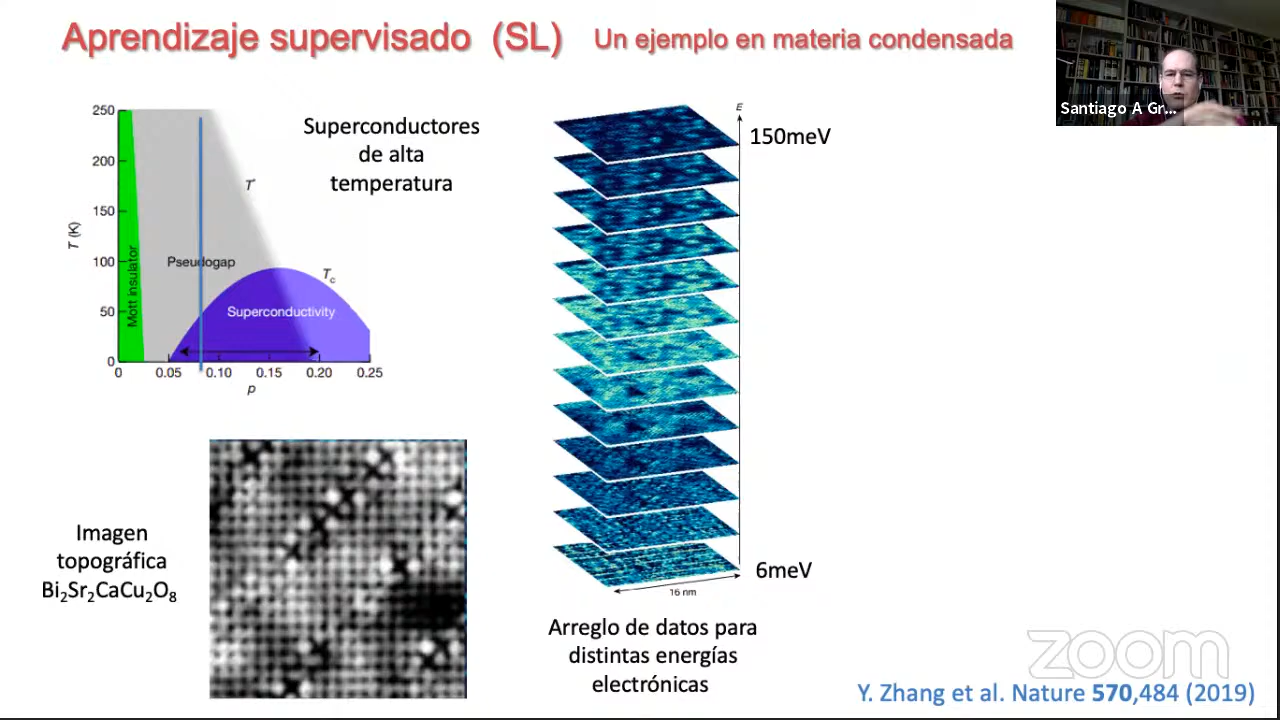 Aprendizaje supervisado (SL) Un ejemplo en materia condensada
Santiago A Gr...
Superconductores
de alta
temperatura
250
200
150
100
50
0
T (K)
Mott insulator
Pseudogap
T*
Tc
Superconductivity
0 0.05 0.10 0.15 0.20 0.25
p
Imagen
topográfica
Bi₂Sr₂CaCu₂O₈
E
150meV
6meV
16 nm
Arreglo de datos para
distintas energías
electrónicas
zoom
Y. Zhang et al. Nature 570,484 (2019)